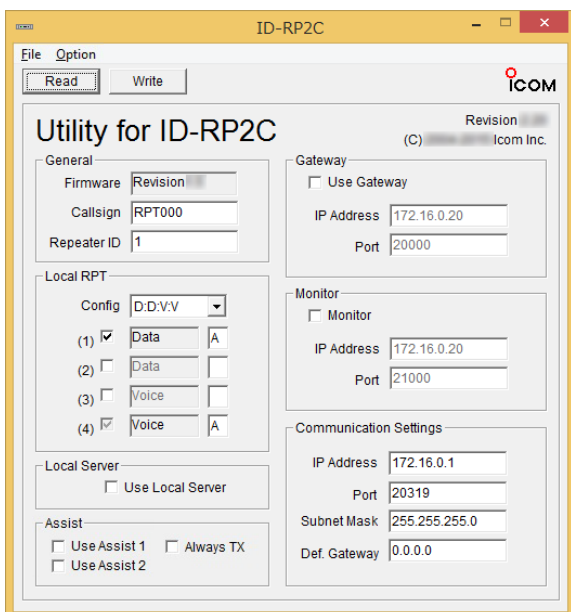 ID-RP2C
File Option
Read Write
ICOM
Utility for ID-RP2C
Revision
(C) Icom Inc.
General
Firmware Revision
Callsign RPT000
Repeater ID 1
Local RPT
Config D:D:V:V
(1) Data A
(2) Data
(3) Voice
(4) Voice A
Local Server
Use Local Server
Assist
Use Assist 1 Always TX
Use Assist 2
Gateway
Use Gateway
IP Address 172.16.0.20
Port 20000
Monitor
Monitor
IP Address 172.16.0.20
Port 21000
Communication Settings
IP Address 172.16.0.1
Port 20319
Subnet Mask 255.255.255.0
Def. Gateway 0.0.0.0